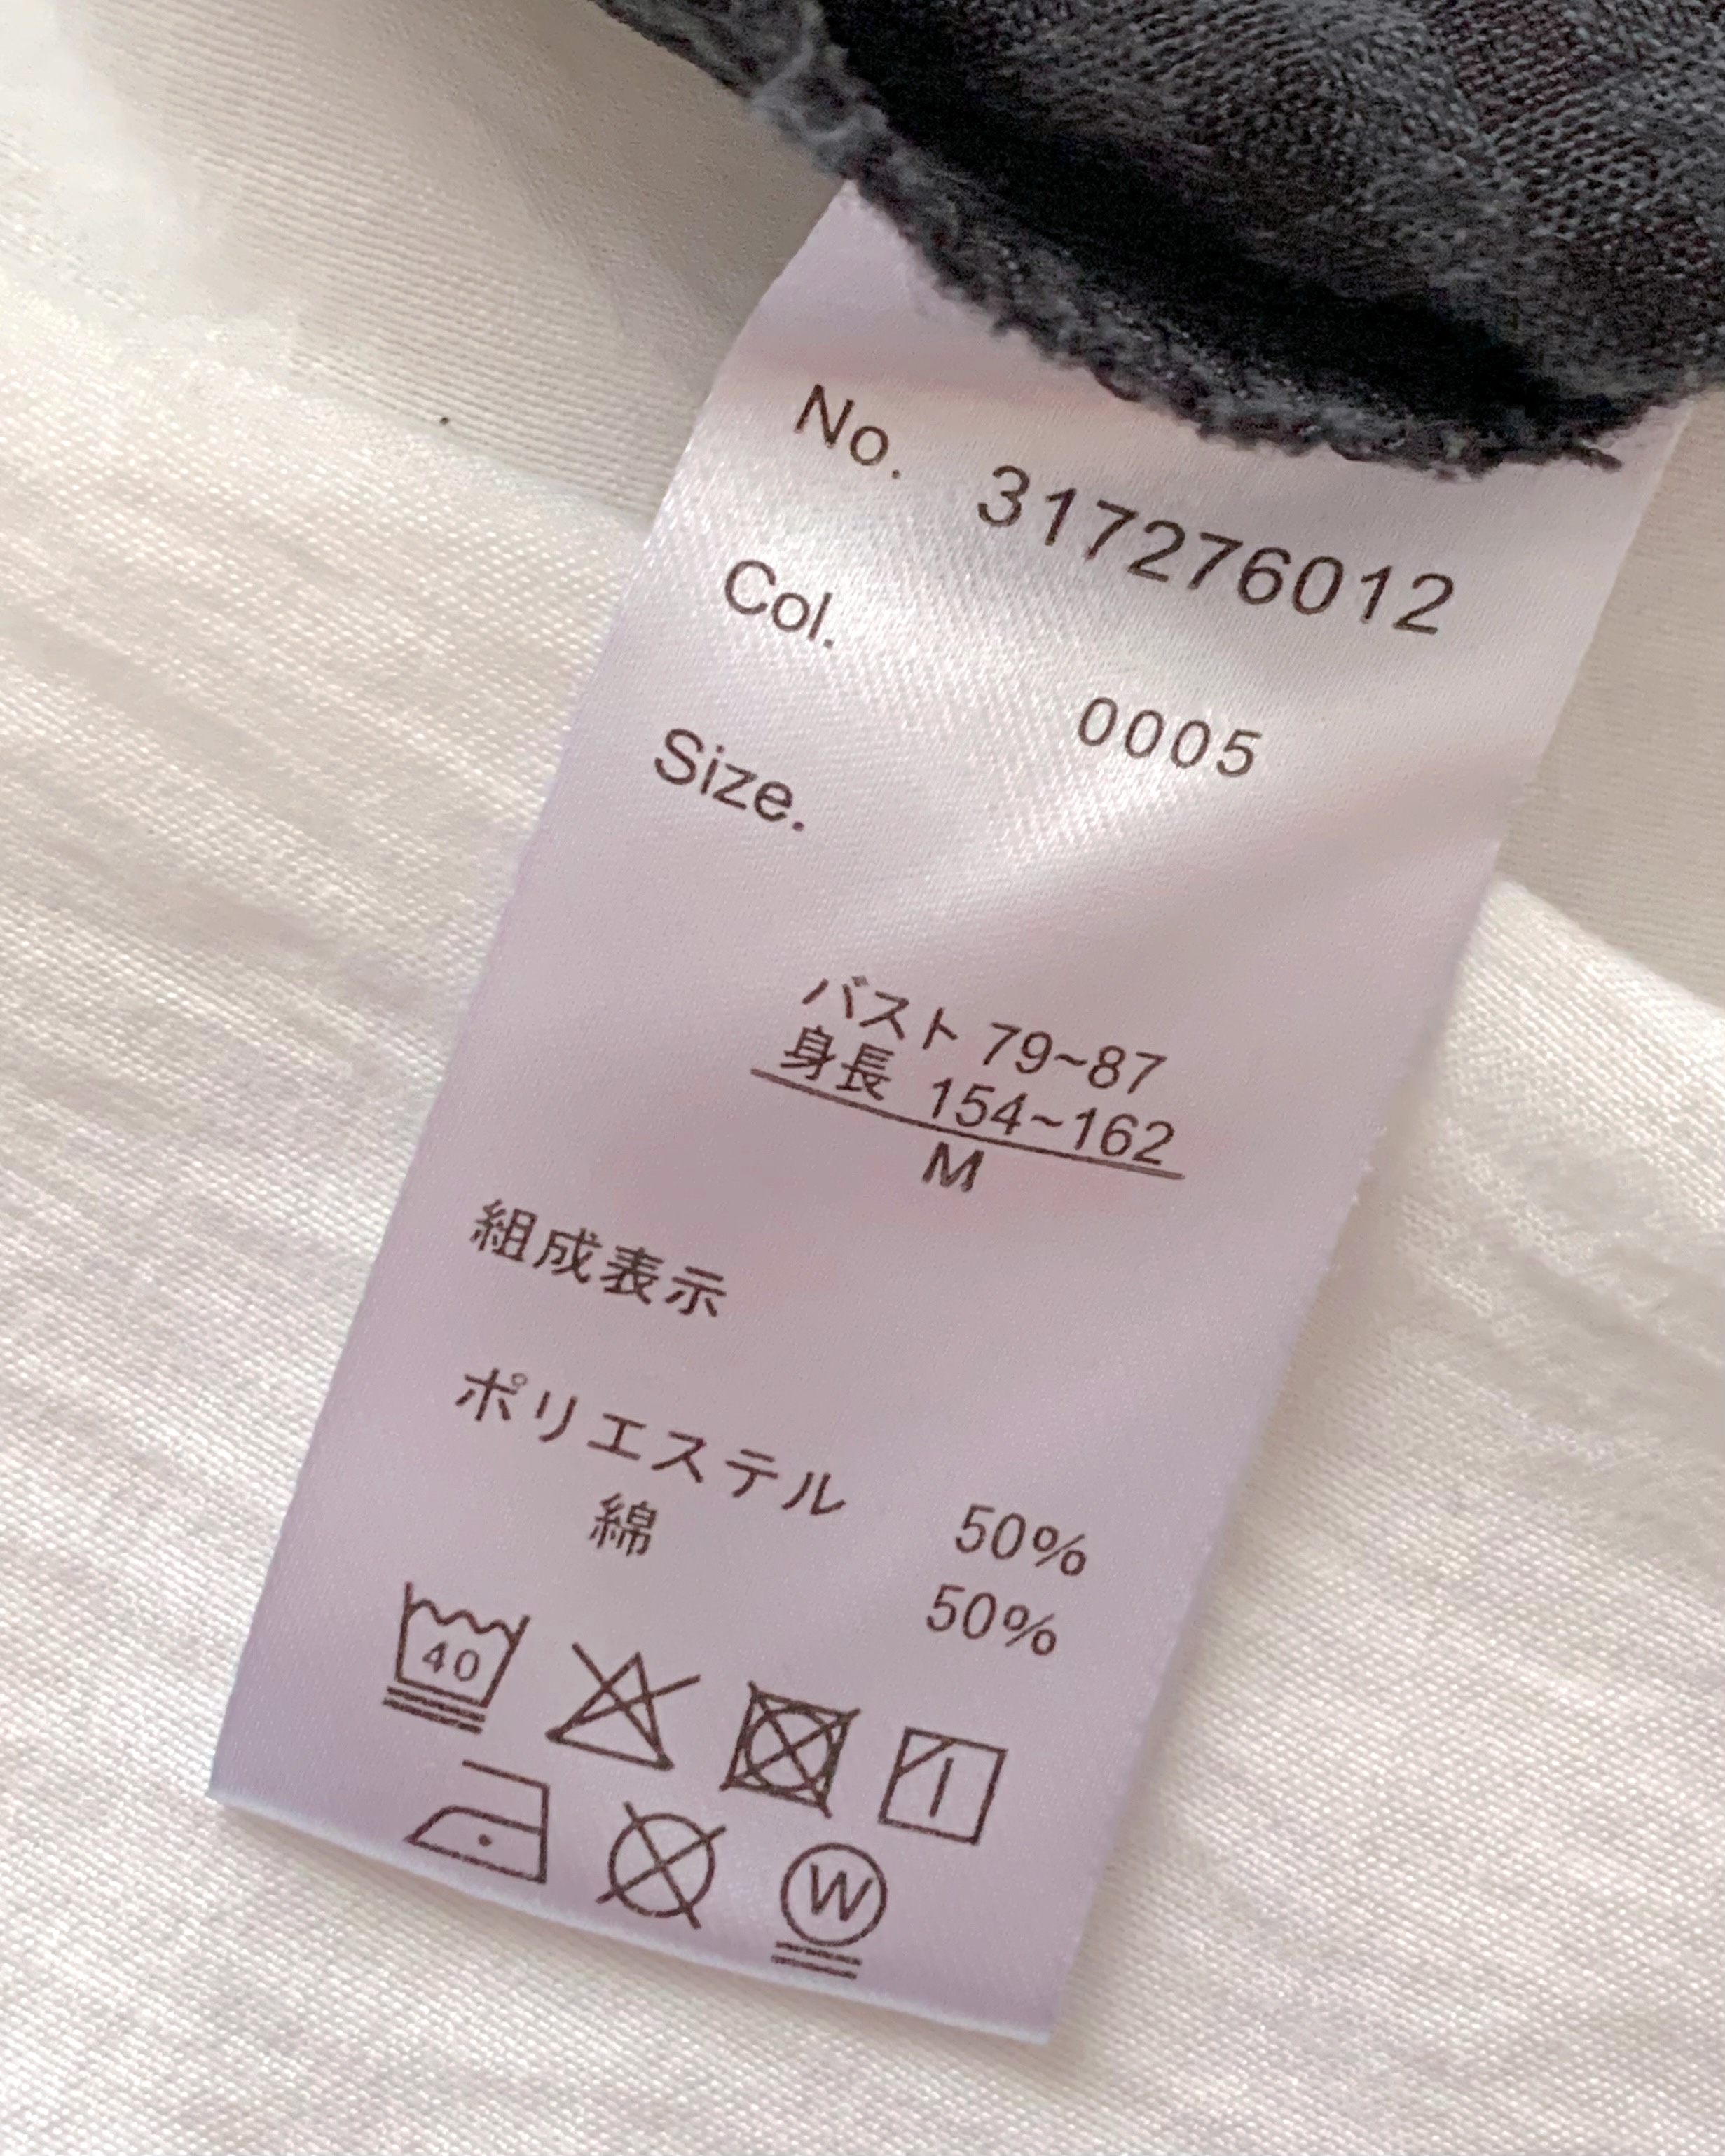 No. 317276012
Col. 0005
Size.
バスト 79~87
身長 154~162
M
組成表示
ポリエステル 50%
綿 50%
40
W